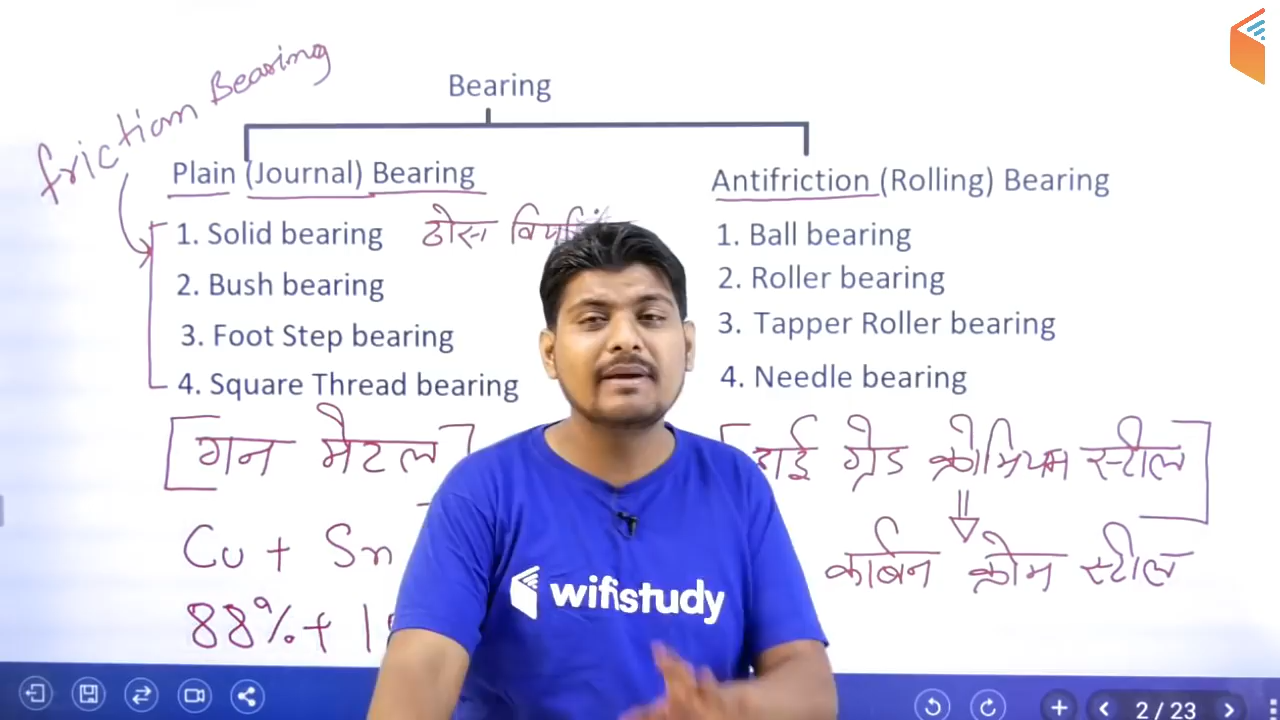 friction Bearing
Bearing
Plain (Journal) Bearing
1. Solid bearing ठोस
2. Bush bearing
3. Foot Step bearing
4. Square Thread bearing
गन मैटल
Cu + Sn
88% +
Antifriction (Rolling) Bearing
1. Ball bearing
2. Roller bearing
3. Tapper Roller bearing
4. Needle bearing
हाई ग्रेड क्रोमियम स्टील
कार्बन क्रोम स्टील
wifistudy
2 / 23